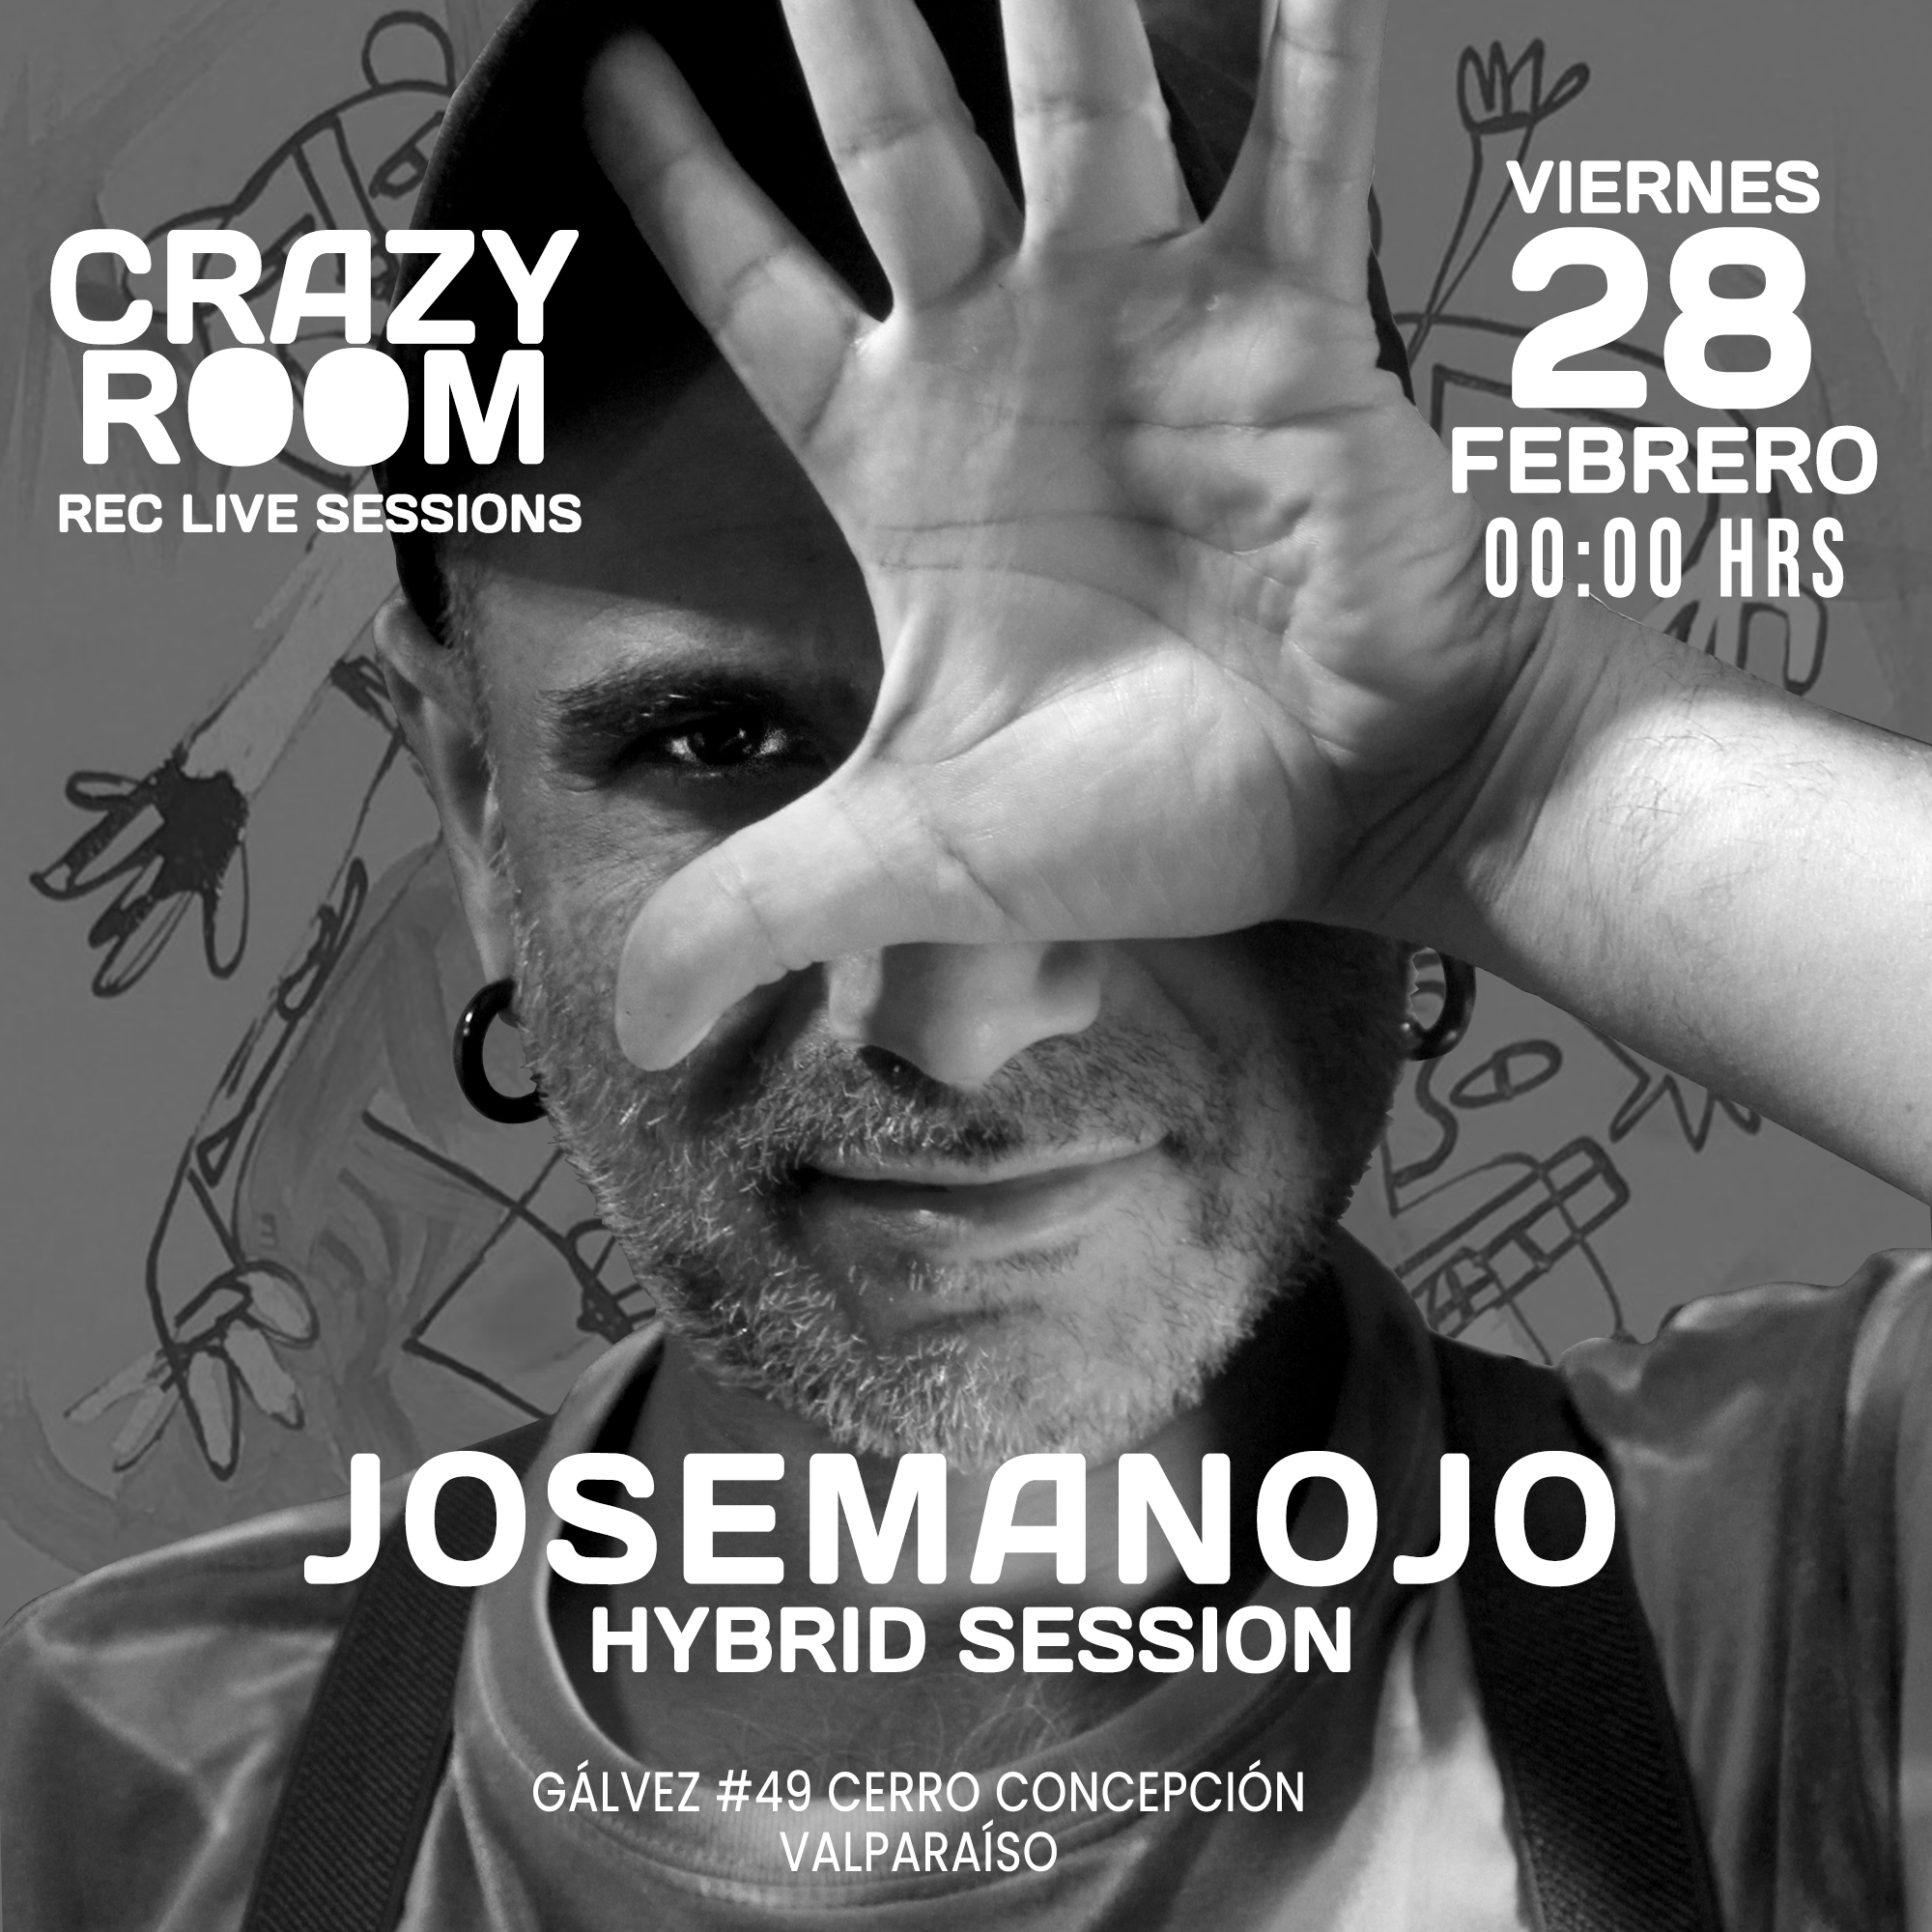 CRAZY
ROOM
REC LIVE SESSIONS
VIERNES
28
FEBRERO
00:00 HRS
JOSEMANOJO
HYBRID SESSION
GÁLVEZ #49 CERRO CONCEPCIÓN
VALPARAÍSO